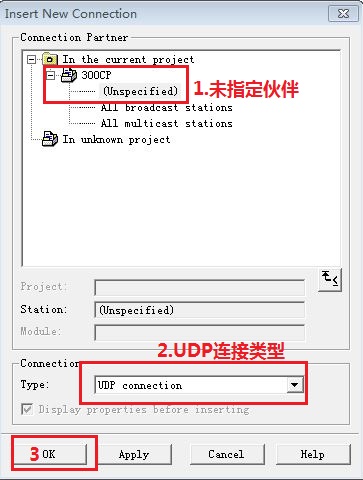 Insert New Connection
Connection Partner
In the current project
300CP
(Unspecified)
1.未指定伙伴
All broadcast stations
All multicast stations
In unknown project
Project:
Station: (Unspecified)
Module:
2.UDP连接类型
Connection
Type: UDP connection
Display properties before inserting
3 OK Apply Cancel Help